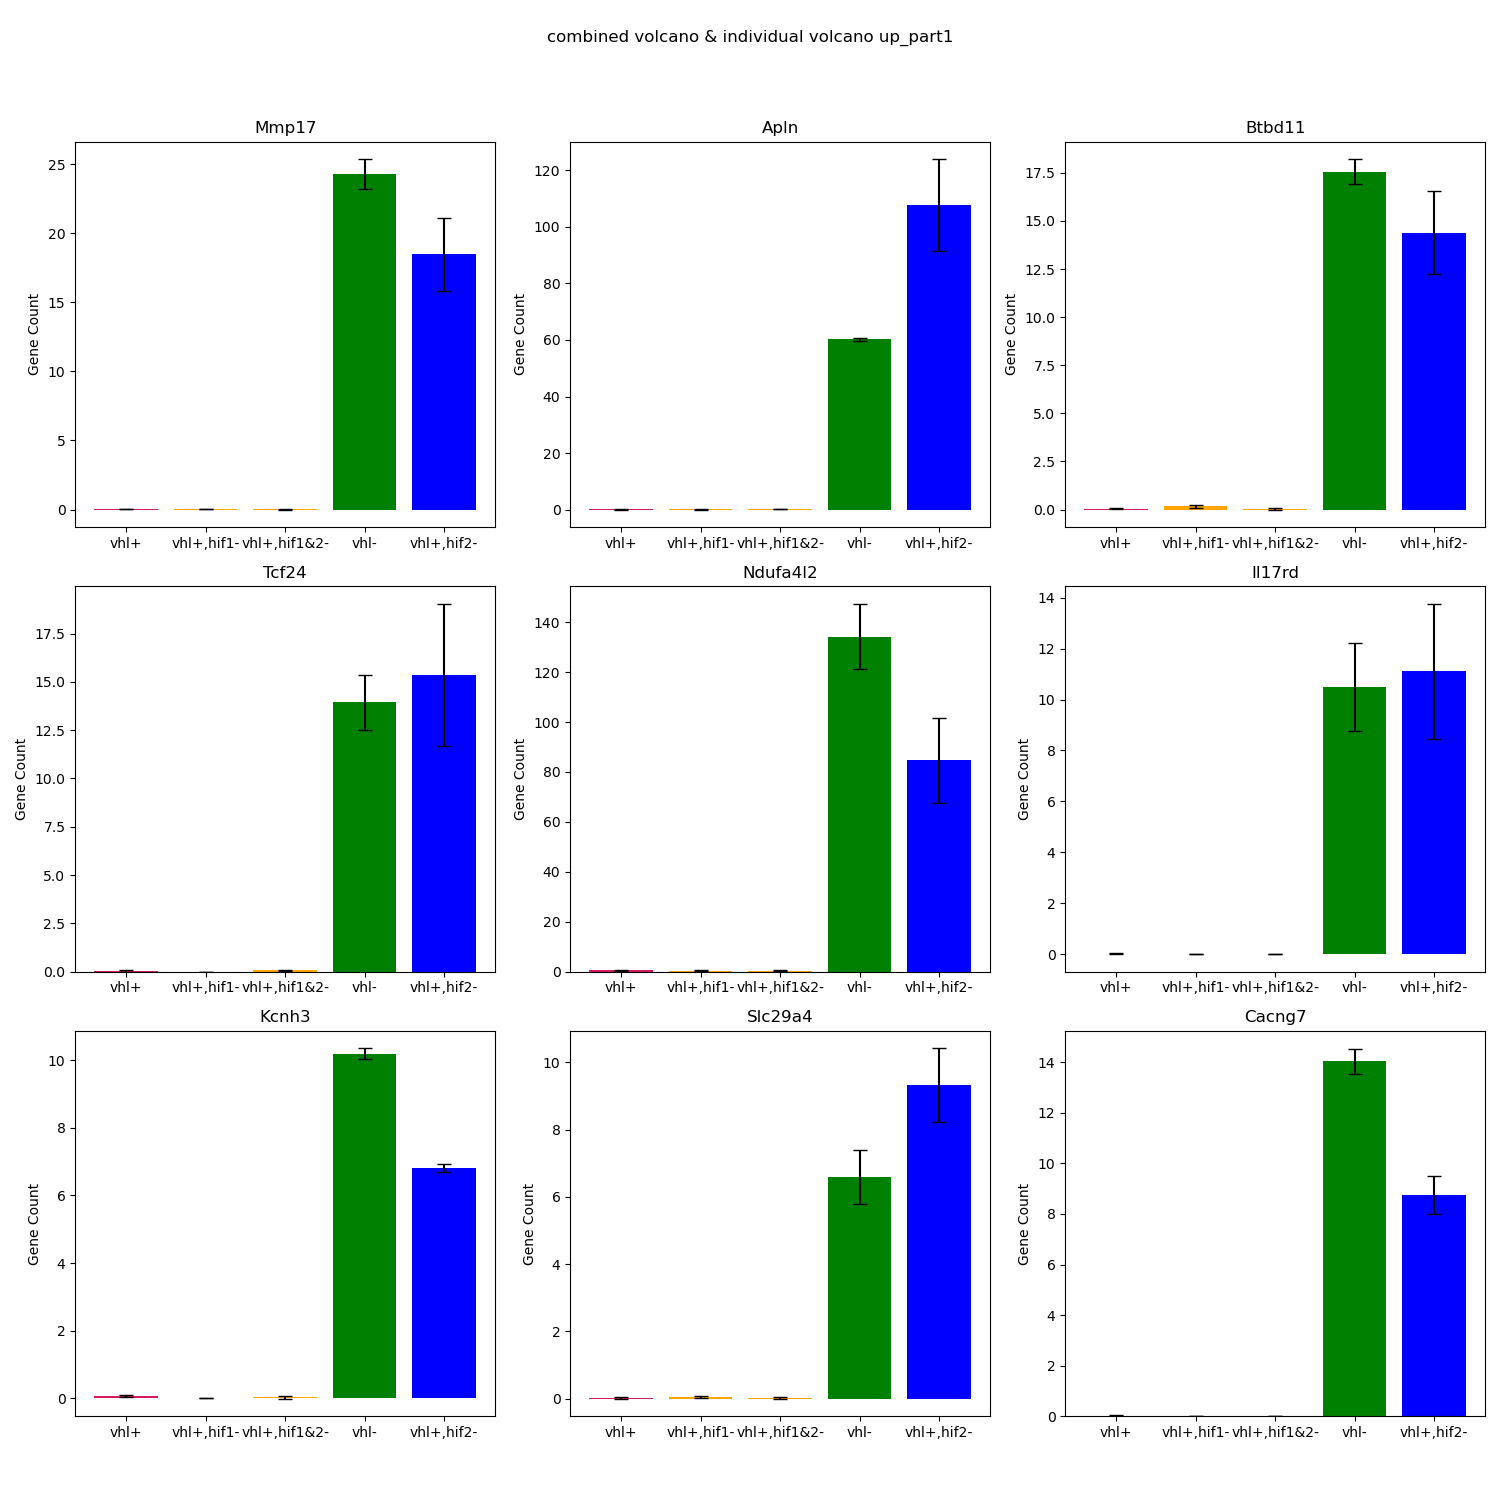 combined volcano & individual volcano up_part1
Mmp17
Gene Count
25
20
15
10
5
0
vhl+ vhl+,hif1- vhl+,hif1&2- vhl- vhl+,hif2-
Apln
Gene Count
120
100
80
60
40
20
0
vhl+ vhl+,hif1- vhl+,hif1&2- vhl- vhl+,hif2-
Btbd11
Gene Count
17.5
15.0
12.5
10.0
7.5
5.0
2.5
0.0
vhl+ vhl+,hif1- vhl+,hif1&2- vhl- vhl+,hif2-
Tcf24
Gene Count
17.5
15.0
12.5
10.0
7.5
5.0
2.5
0.0
vhl+ vhl+,hif1- vhl+,hif1&2- vhl- vhl+,hif2-
Ndufa4l2
Gene Count
140
120
100
80
60
40
20
0
vhl+ vhl+,hif1- vhl+,hif1&2- vhl- vhl+,hif2-
Il17rd
Gene Count
14
12
10
8
6
4
2
0
vhl+ vhl+,hif1- vhl+,hif1&2- vhl- vhl+,hif2-
Kcnh3
Gene Count
10
8
6
4
2
0
vhl+ vhl+,hif1- vhl+,hif1&2- vhl- vhl+,hif2-
Slc29a4
Gene Count
10
8
6
4
2
0
vhl+ vhl+,hif1- vhl+,hif1&2- vhl- vhl+,hif2-
Cacng7
Gene Count
14
12
10
8
6
4
2
0
vhl+ vhl+,hif1- vhl+,hif1&2- vhl- vhl+,hif2-